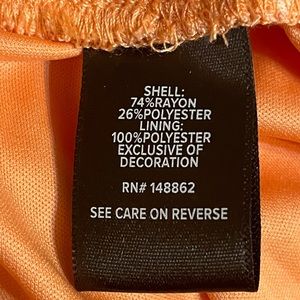 SHELL:
74%RAYON
26%POLYESTER
LINING:
100%POLYESTER
EXCLUSIVE OF
DECORATION
RN# 148862
SEE CARE ON REVERSE